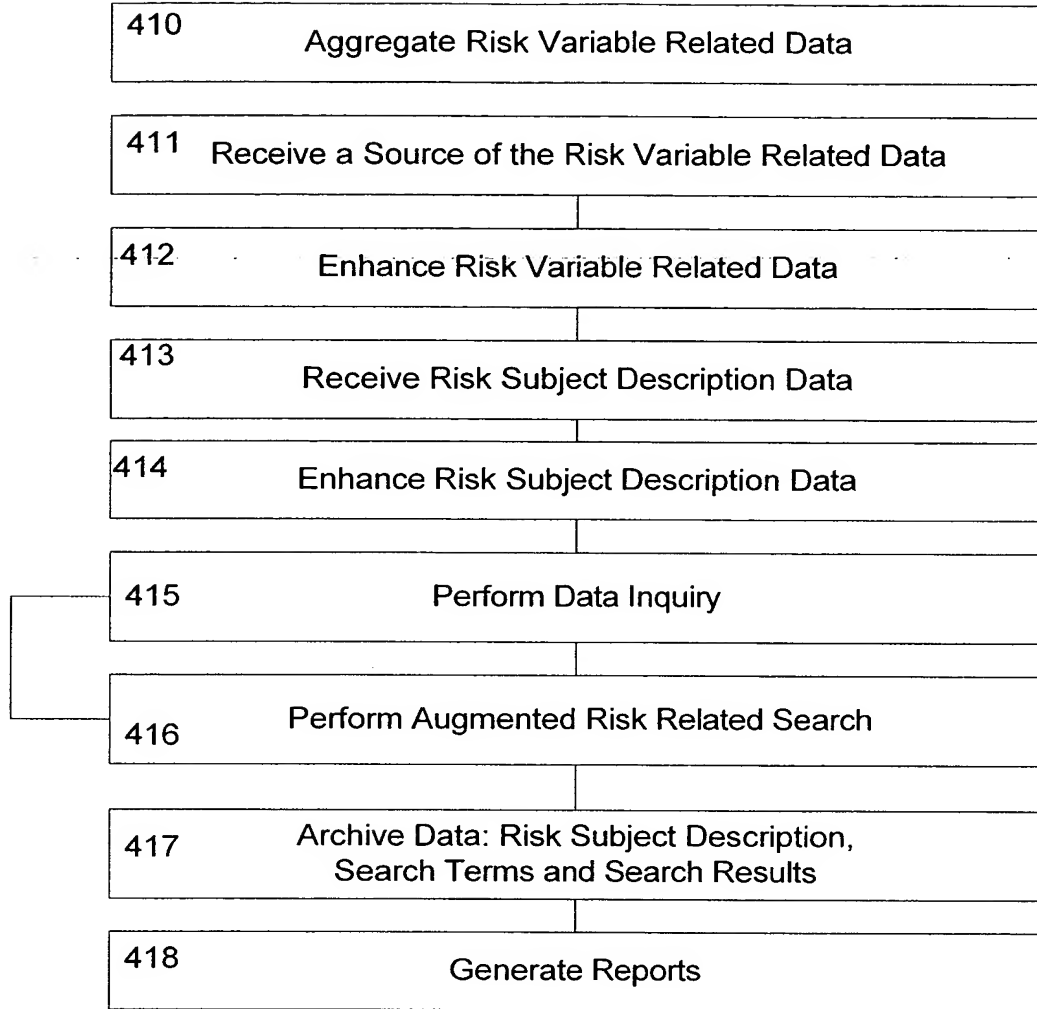 410 Aggregate Risk Variable Related Data
411 Receive a Source of the Risk Variable Related Data
412 Enhance Risk Variable Related Data
413 Receive Risk Subject Description Data
414 Enhance Risk Subject Description Data
415 Perform Data Inquiry
416 Perform Augmented Risk Related Search
417 Archive Data: Risk Subject Description,
Search Terms and Search Results
418 Generate Reports